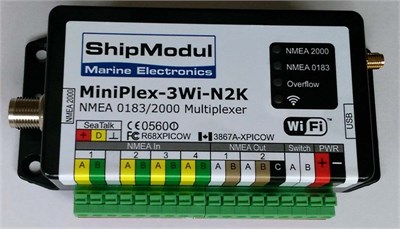 ShipModul
Marine Electronics
MiniPlex-3Wi-N2K
NMEA 0183/2000 Multiplexer
NMEA 2000
NMEA 0183
Overflow
NMEA 2000
USB
SeaTalk
+ D ⊥
CE0560
R68XPICOW
3867A-XPICOW
WiFi
NMEA In
NMEA Out
Switch
PWR
1 2 3 4 1 2
A B A B A B A B A B A B C A B + −